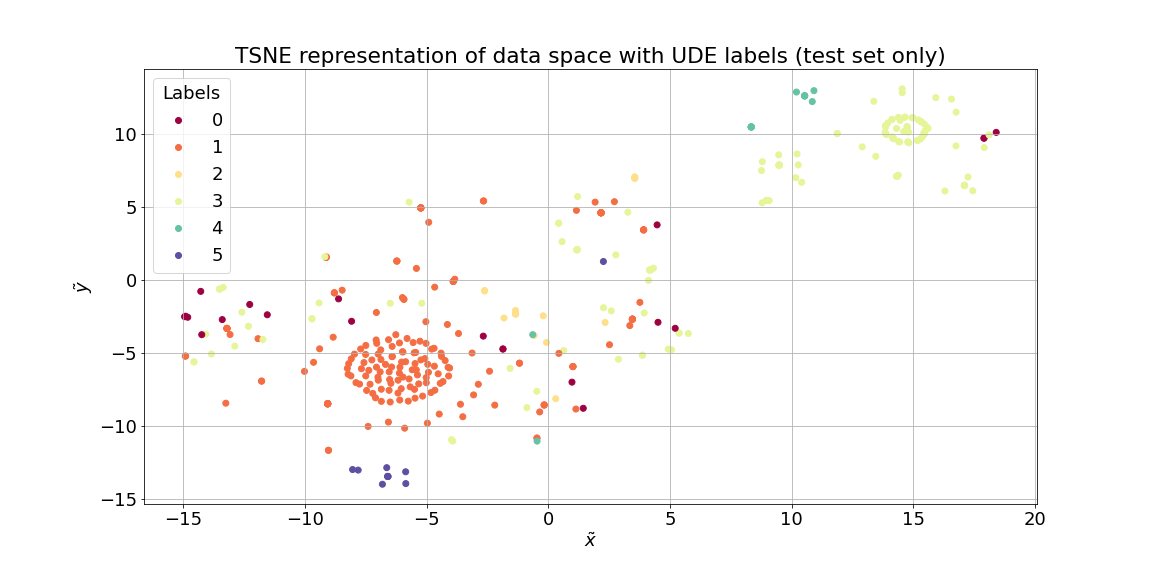 TSNE representation of data space with UDE labels (test set only)
Labels
0
1
2
3
4
5
10
5
0
−5
−10
−15
ỹ
−15 −10 −5 0 5 10 15 20
x̃